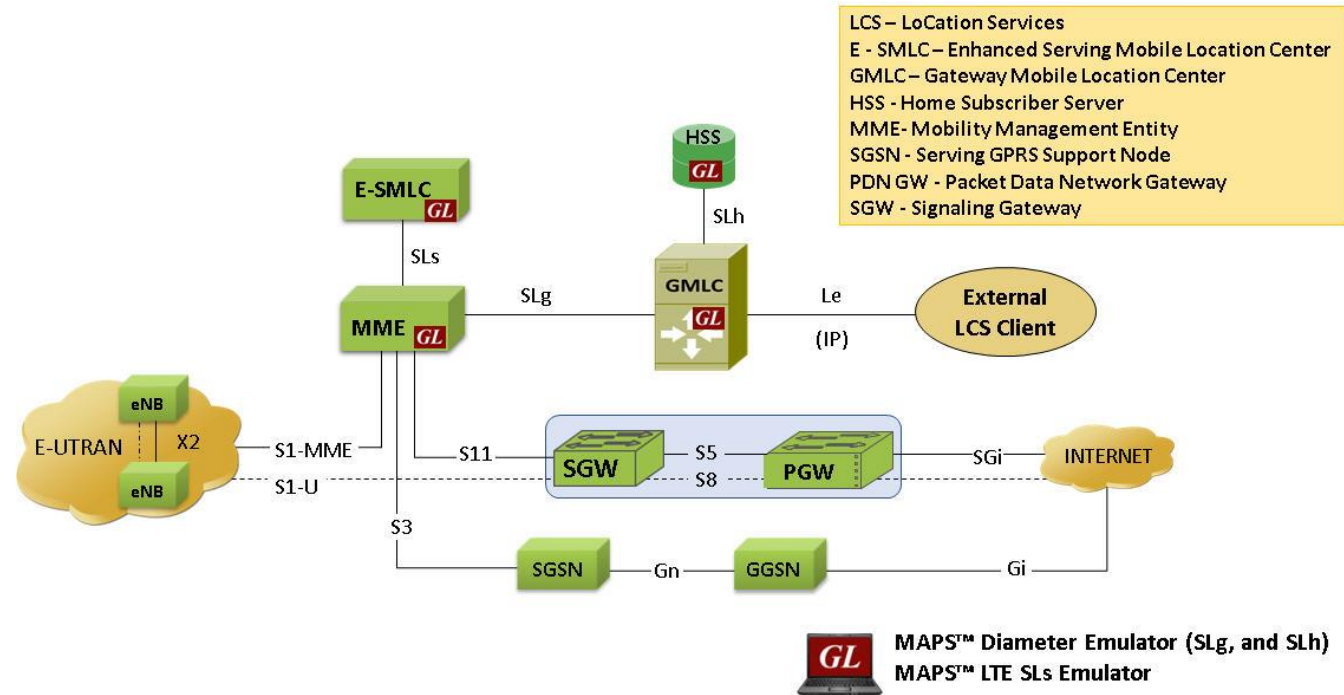 LCS – LoCation Services
E - SMLC – Enhanced Serving Mobile Location Center
GMLC – Gateway Mobile Location Center
HSS - Home Subscriber Server
MME- Mobility Management Entity
SGSN - Serving GPRS Support Node
PDN GW - Packet Data Network Gateway
SGW - Signaling Gateway
HSS
GL
E-SMLC
GL
SLh
SLs
GMLC
GL
SLg
Le
(IP)
External
LCS Client
MME
GL
eNB
E-UTRAN
X2
eNB
S1-MME
S1-U
S11
SGW
S5
S8
PGW
SGi
INTERNET
S3
SGSN
Gn
GGSN
Gi
GL
MAPS™ Diameter Emulator (SLg, and SLh)
MAPS™ LTE SLs Emulator